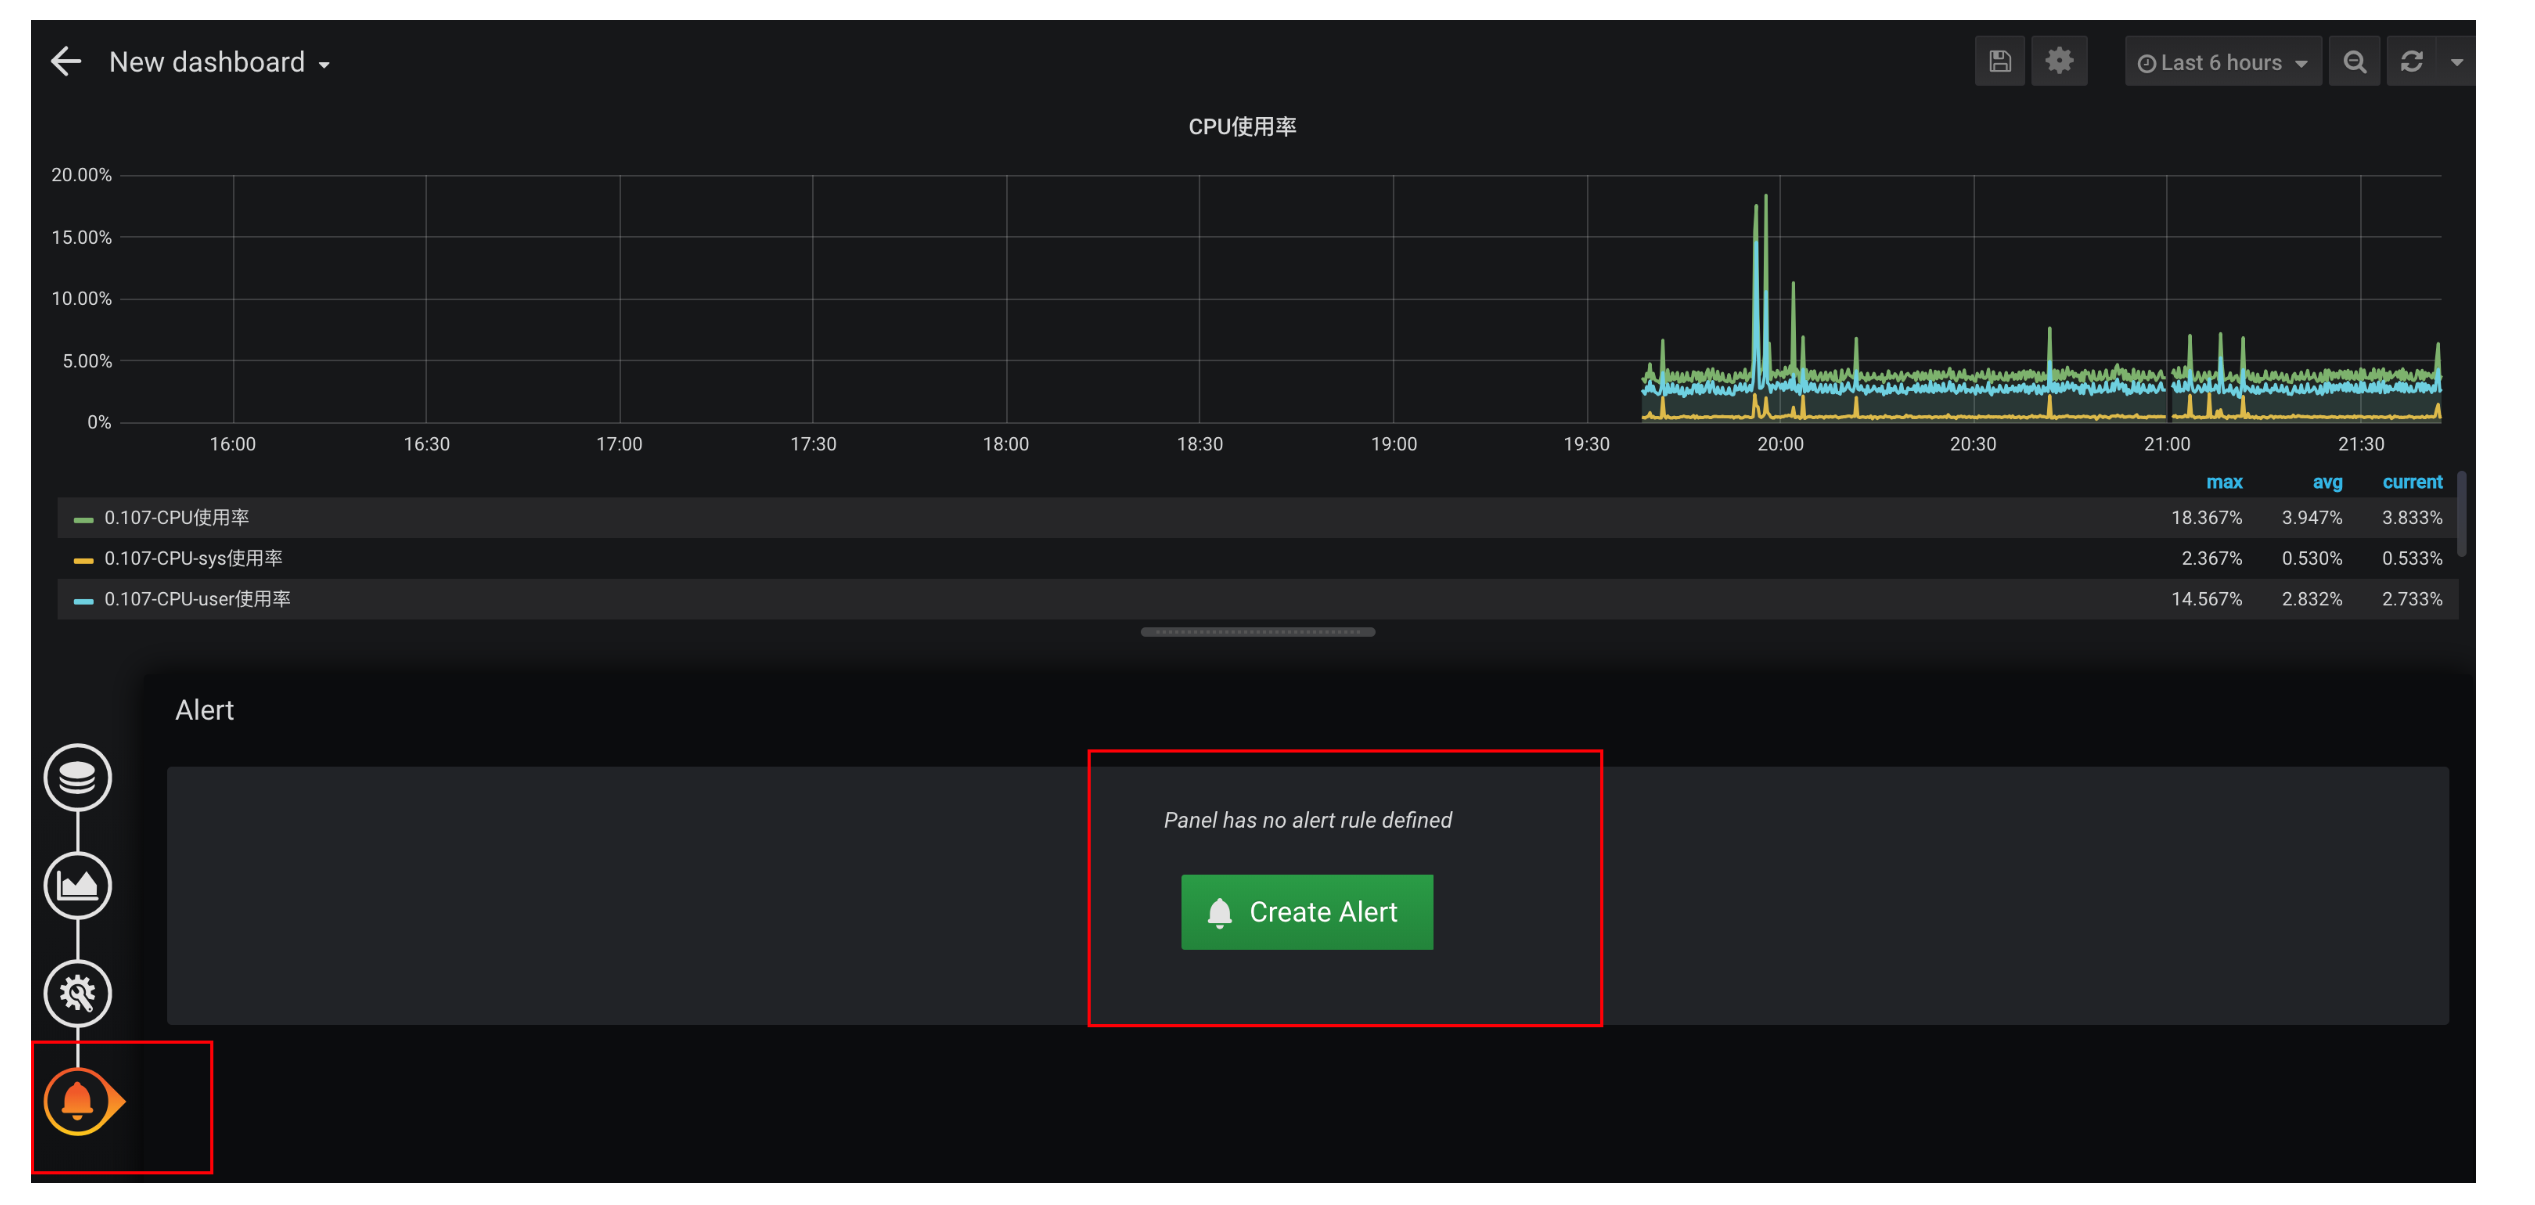 New dashboard
Last 6 hours
CPU使用率
20.00%
15.00%
10.00%
5.00%
0%
16:00 16:30 17:00 17:30 18:00 18:30 19:00 19:30 20:00 20:30 21:00 21:30
max avg current
0.107-CPU使用率 18.367% 3.947% 3.833%
0.107-CPU-sys使用率 2.367% 0.530% 0.533%
0.107-CPU-user使用率 14.567% 2.832% 2.733%
Alert
Panel has no alert rule defined
Create Alert